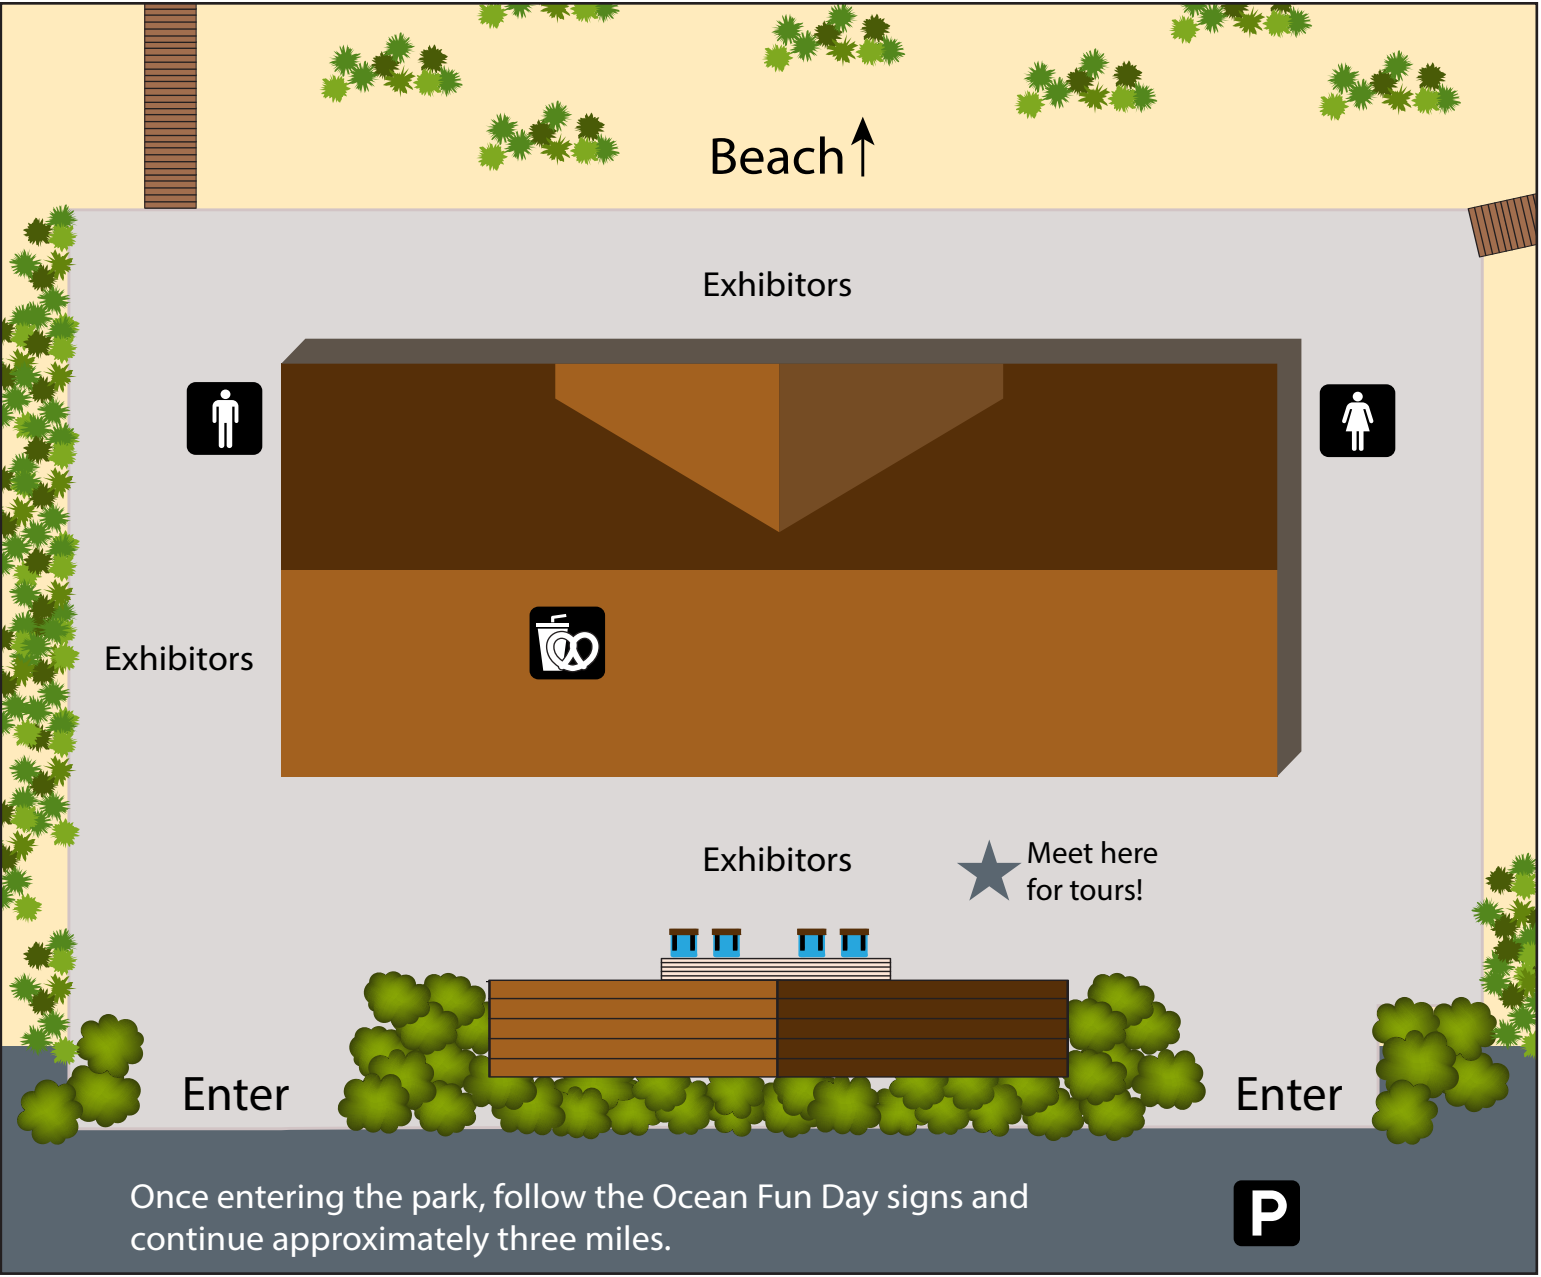 Beach
Exhibitors
Exhibitors
Exhibitors
Meet here
for tours!
Enter
Enter
Once entering the park, follow the Ocean Fun Day signs and
continue approximately three miles.
P